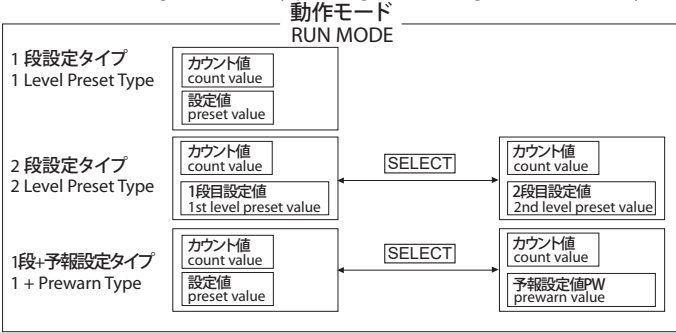 動作モード
RUN MODE
1 段設定タイプ
1 Level Preset Type
カウント値
count value
設定値
preset value
2 段設定タイプ
2 Level Preset Type
カウント値
count value
1段目設定値
1st level preset value
SELECT
カウント値
count value
2段目設定値
2nd level preset value
1段+予報設定タイプ
1 + Prewarn Type
カウント値
count value
設定値
preset value
SELECT
カウント値
count value
予報設定値PW
prewarn value